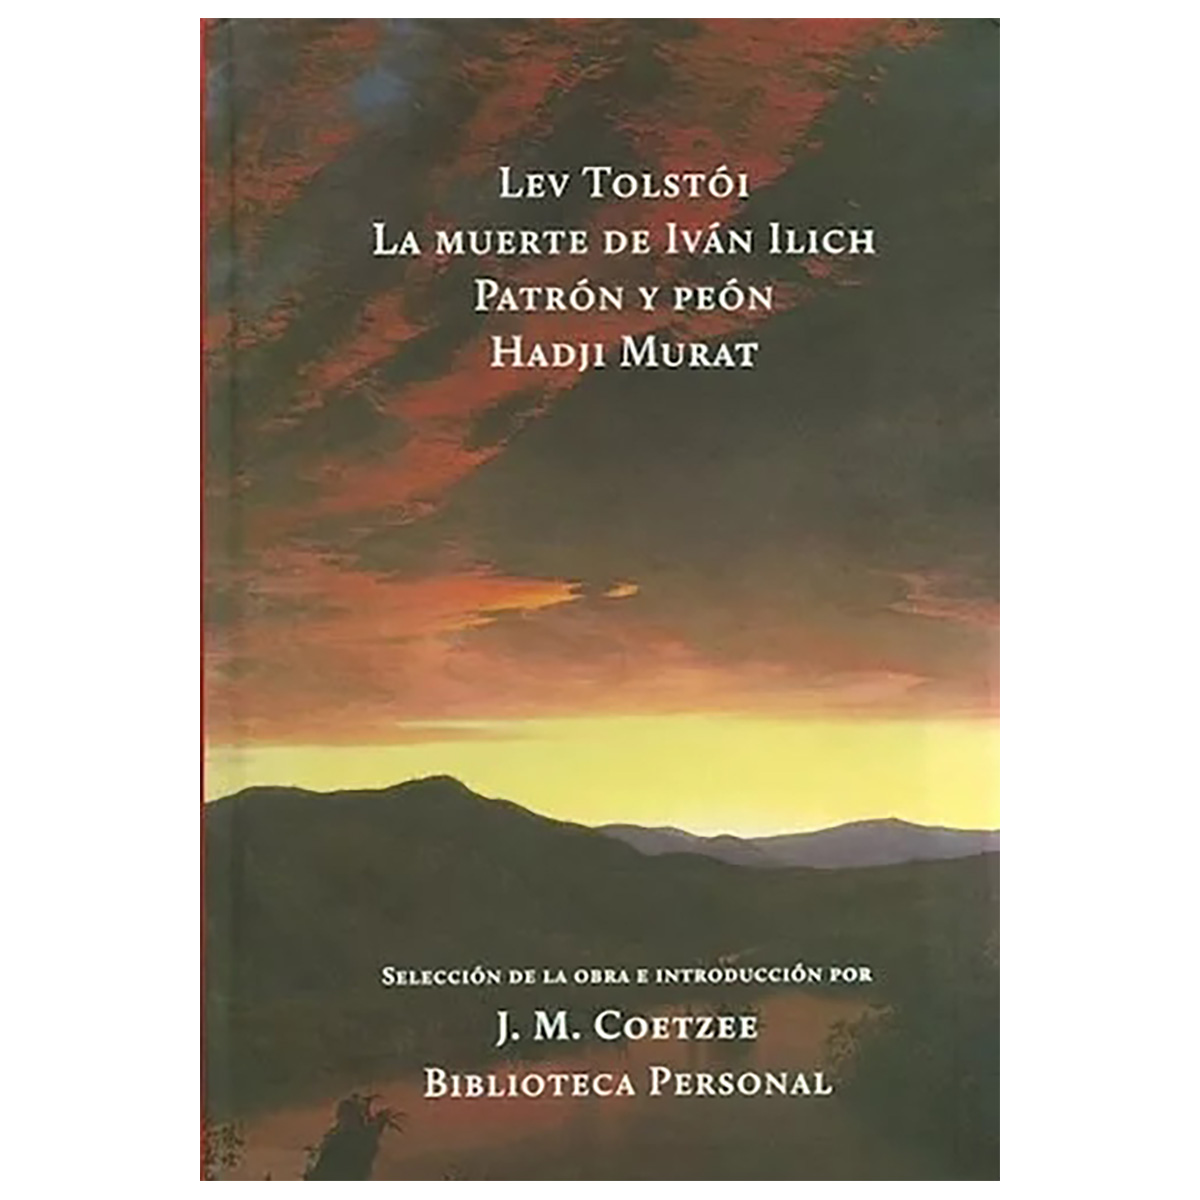 Lev Tolstói
La muerte de Iván Ilich
Patrón y peón
Hadji Murat
Selección de la obra e introducción por
J. M. Coetzee
Biblioteca Personal